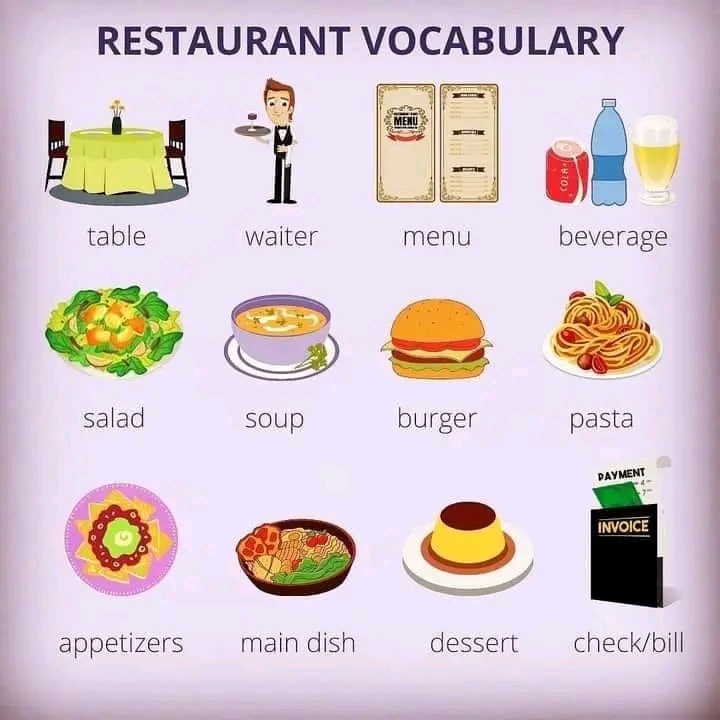 RESTAURANT VOCABULARY
MENU
COLA
table
waiter
menu
beverage
salad
soup
burger
pasta
PAYMENT
INVOICE
appetizers
main dish
dessert
check/bill